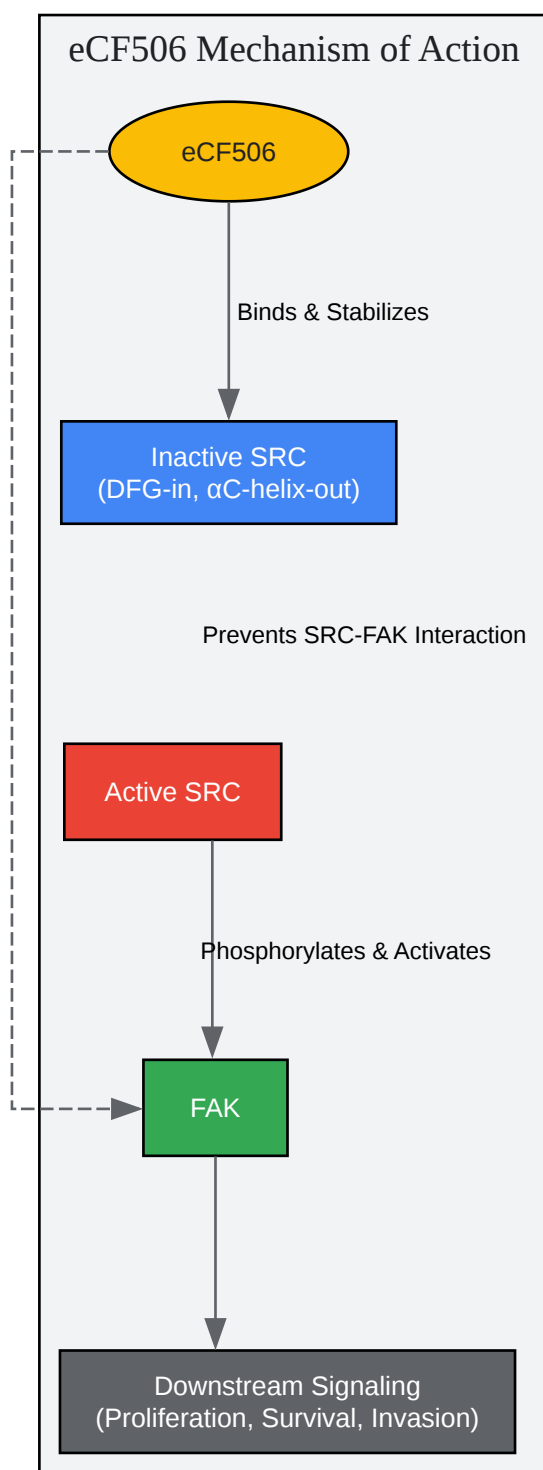 eCF506 Mechanism of Action
eCF506
Binds & Stabilizes
Inactive SRC
(DFG-in, αC-helix-out)
Prevents SRC-FAK Interaction
Active SRC
Phosphorylates & Activates
FAK
Downstream Signaling
(Proliferation, Survival, Invasion)